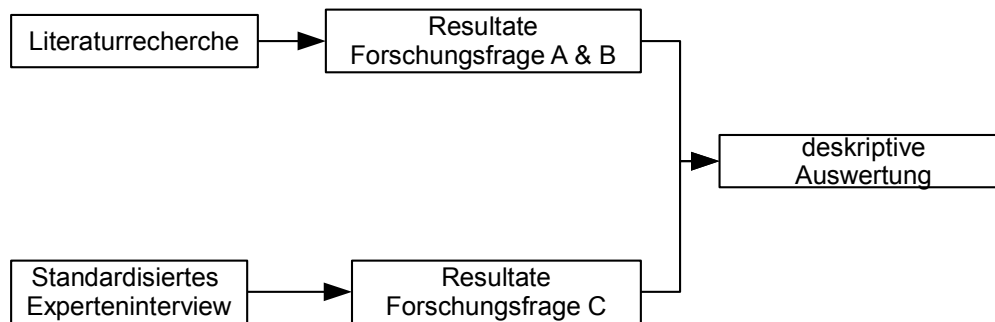 Literaturrecherche
Resultate
Forschungsfrage A & B
deskriptive
Auswertung
Standardisiertes
Experteninterview
Resultate
Forschungsfrage C